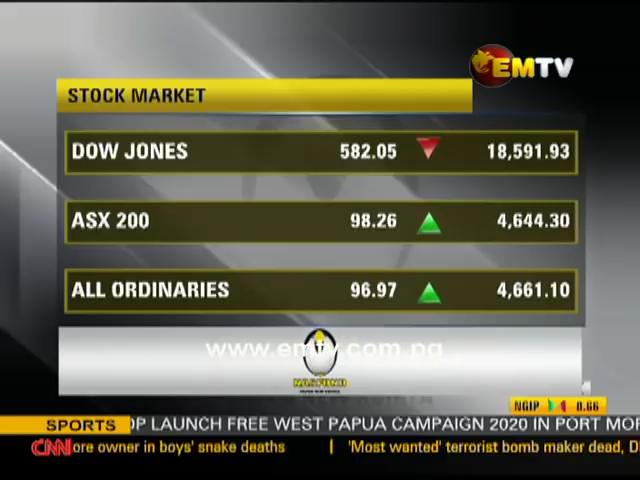 EMTV
STOCK MARKET
DOW JONES 582.05 18,591.93
ASX 200 98.26 4,644.30
ALL ORDINARIES 96.97 4,661.10
www.emtv.com.pg
NGIP 0.66
SPORTS OP LAUNCH FREE WEST PAPUA CAMPAIGN 2020 IN PORT MOR
CNN ore owner in boys' snake deaths | 'Most wanted' terrorist bomb maker dead, D